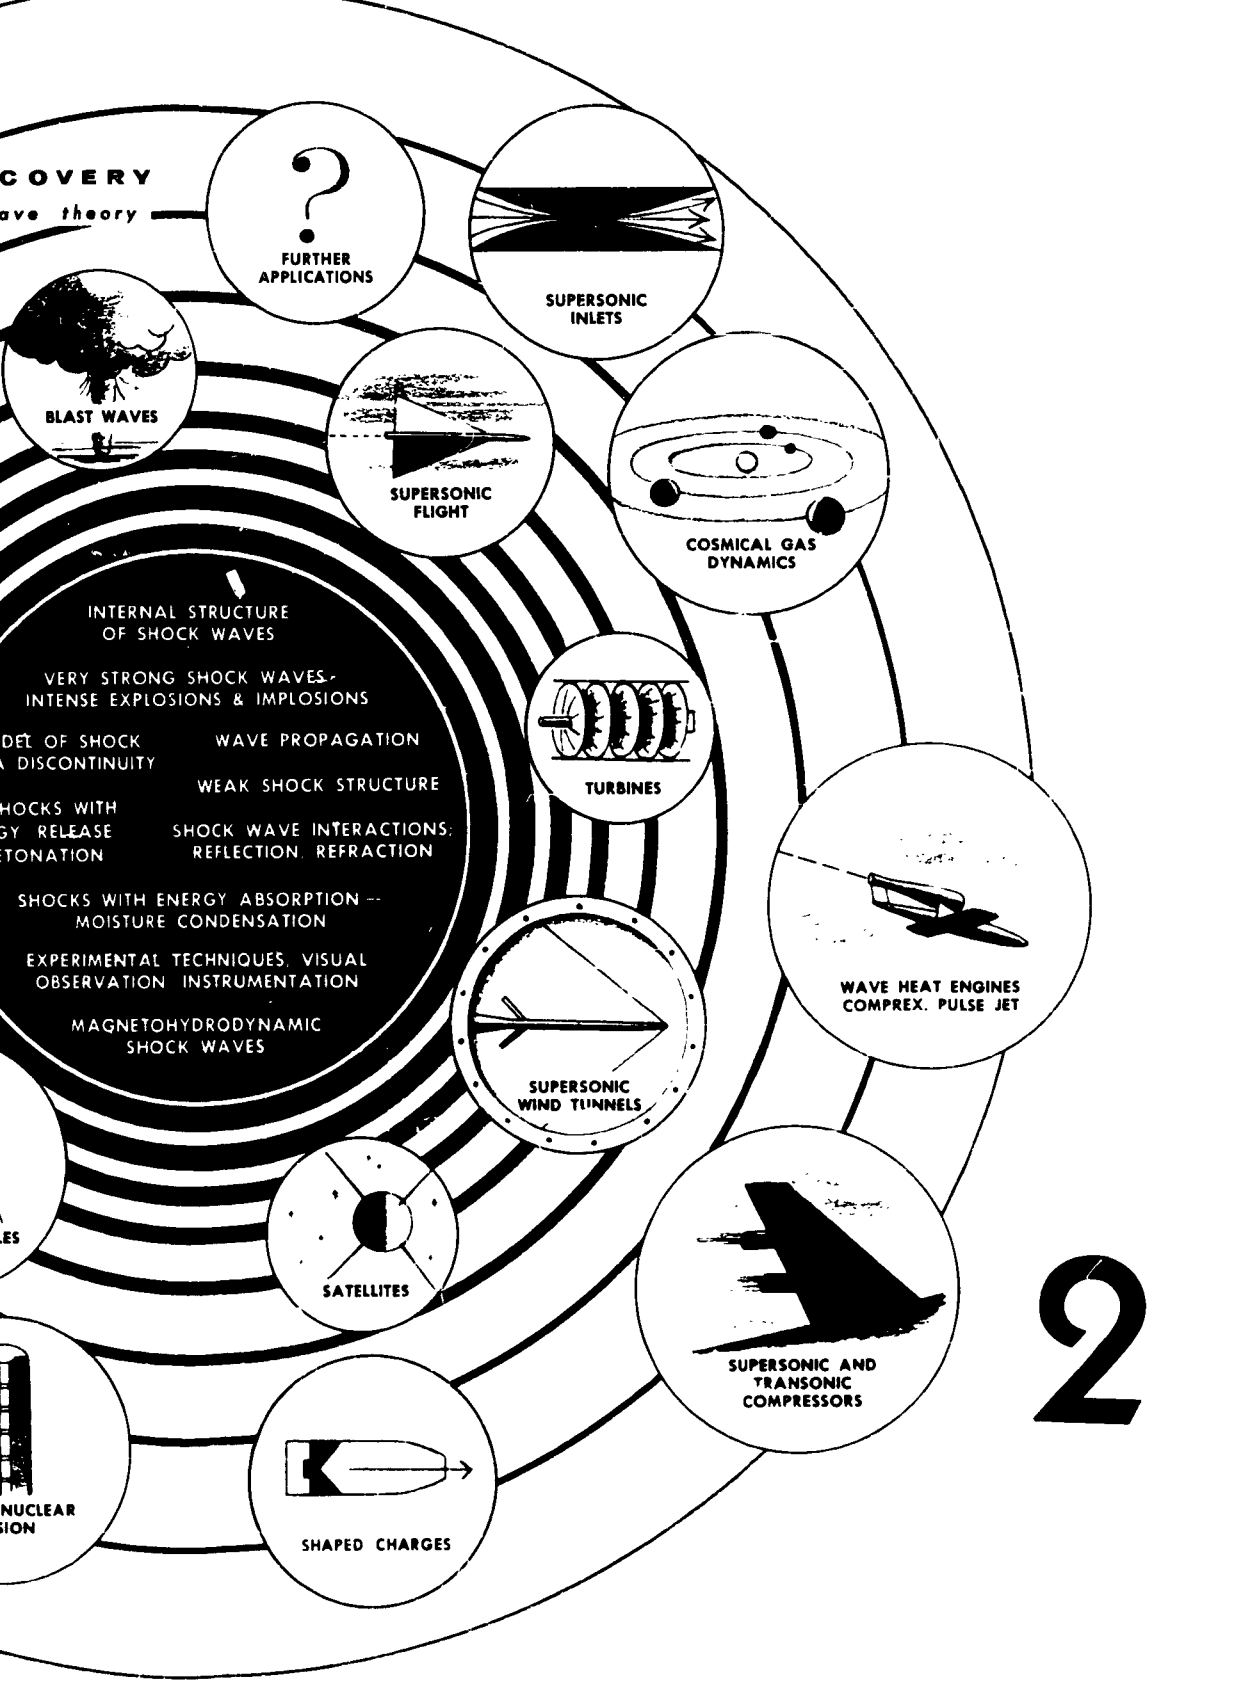 COVERY
ave theory
FURTHER
APPLICATIONS
SUPERSONIC
INLETS
BLAST WAVES
SUPERSONIC
FLIGHT
COSMICAL GAS
DYNAMICS
INTERNAL STRUCTURE
OF SHOCK WAVES
VERY STRONG SHOCK WAVES-
INTENSE EXPLOSIONS & IMPLOSIONS
DEL OF SHOCK
A DISCONTINUITY
WAVE PROPAGATION
WEAK SHOCK STRUCTURE
HOCKS WITH
GY RELEASE
ETONATION
SHOCK WAVE INTERACTIONS;
REFLECTION, REFRACTION
SHOCKS WITH ENERGY ABSORPTION --
MOISTURE CONDENSATION
EXPERIMENTAL TECHNIQUES, VISUAL
OBSERVATION INSTRUMENTATION
MAGNETOHYDRODYNAMIC
SHOCK WAVES
TURBINES
WAVE HEAT ENGINES
COMPREX. PULSE JET
SUPERSONIC
WIND TUNNELS
LES
SATELLITES
SUPERSONIC AND
TRANSONIC
COMPRESSORS
2
NUCLEAR
SION
SHAPED CHARGES